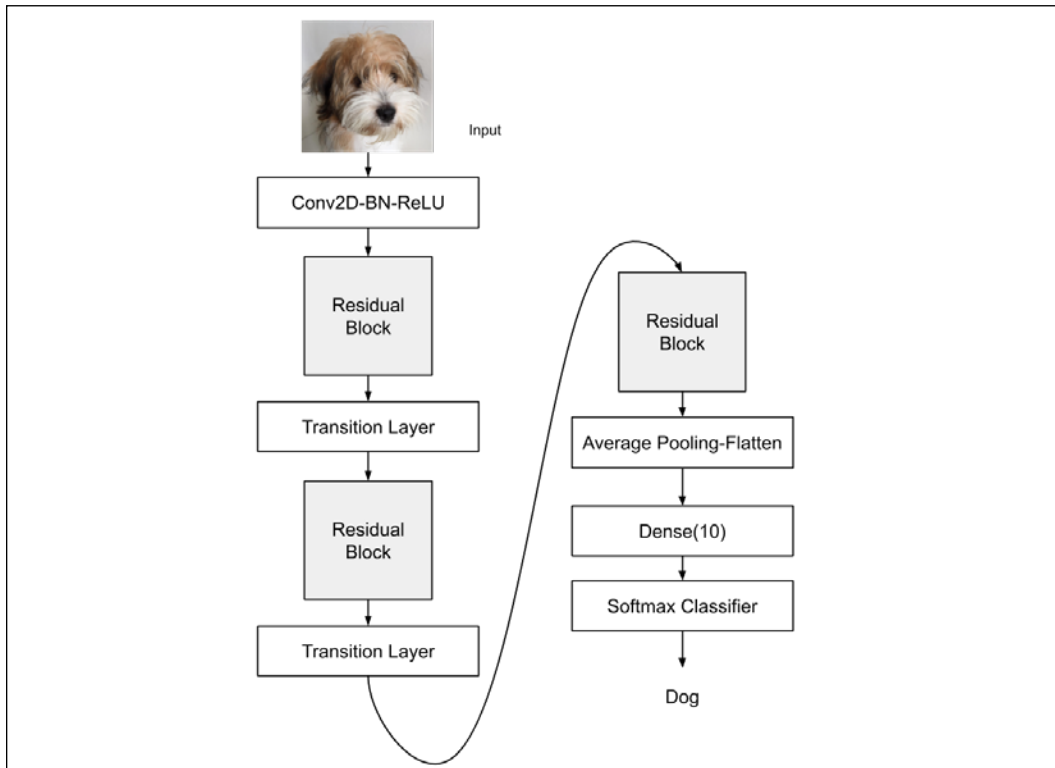 Input
Conv2D-BN-ReLU
Residual
Block
Transition Layer
Residual
Block
Transition Layer
Residual
Block
Average Pooling-Flatten
Dense(10)
Softmax Classifier
Dog